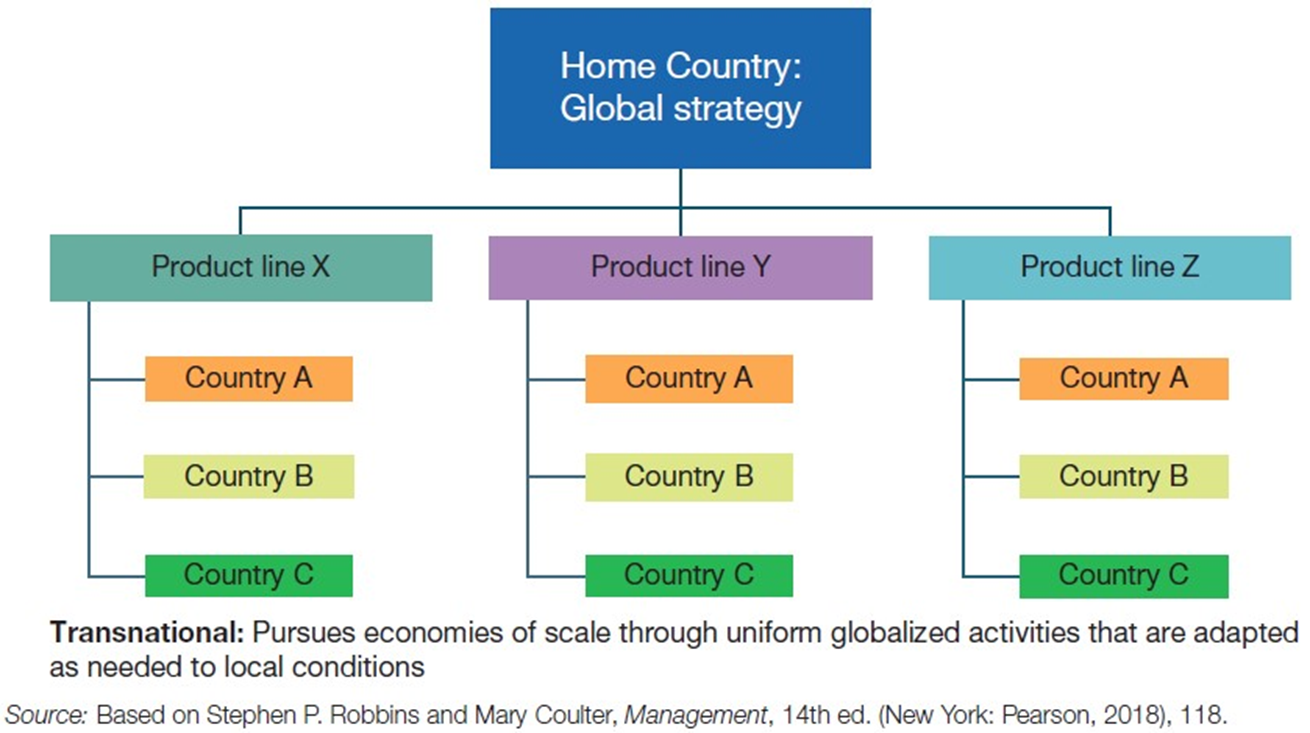 Home Country:
Global strategy
Product line X
Product line Y
Product line Z
Country A
Country A
Country A
Country B
Country B
Country B
Country C
Country C
Country C
Transnational: Pursues economies of scale through uniform globalized activities that are adapted
as needed to local conditions
Source: Based on Stephen P. Robbins and Mary Coulter, Management, 14th ed. (New York: Pearson, 2018), 118.